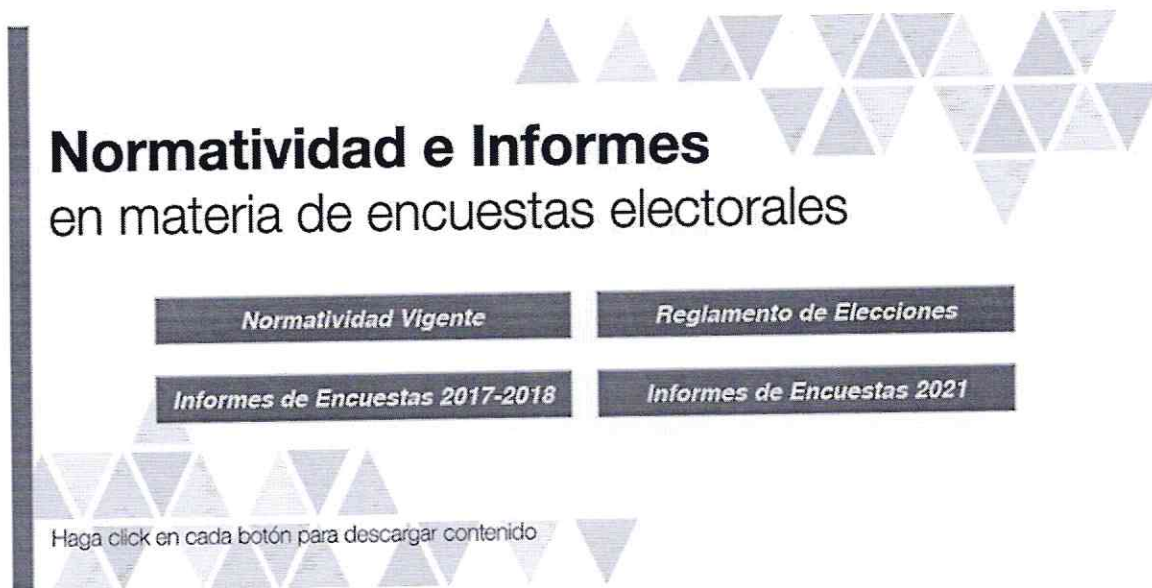 Normatividad e Informes
en materia de encuestas electorales
Normatividad Vigente
Reglamento de Elecciones
Informes de Encuestas 2017-2018
Informes de Encuestas 2021
Haga click en cada botón para descargar contenido